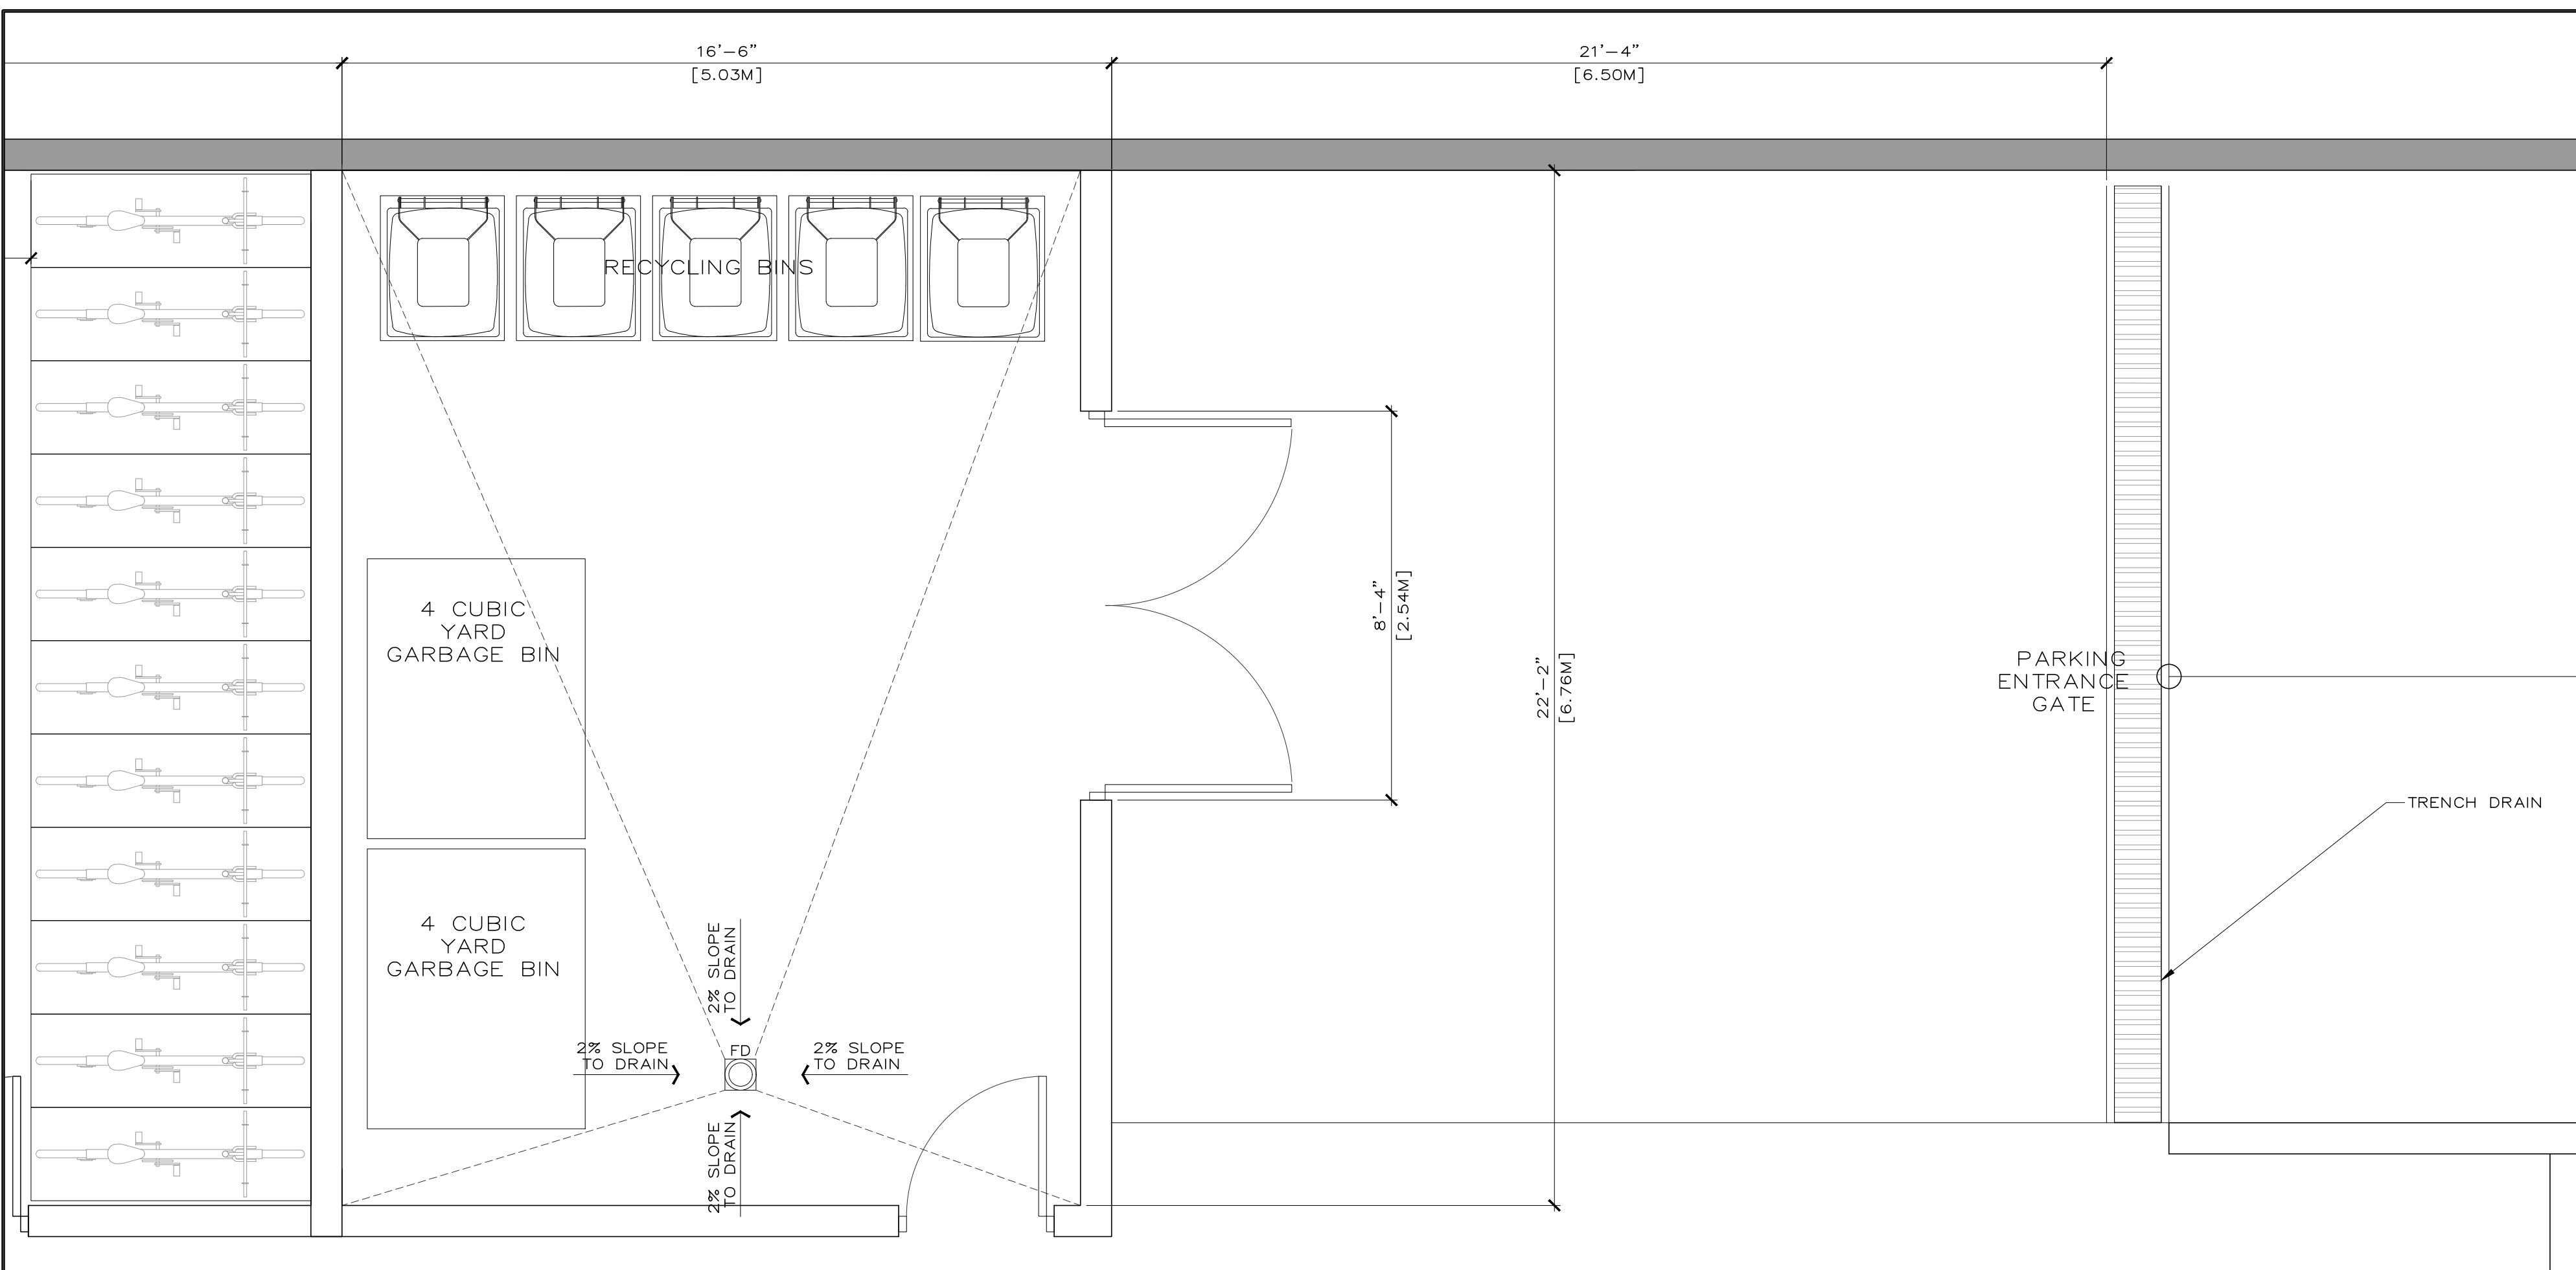 16'-6"
[5.03M]
21'-4"
[6.50M]
RECYCLING BINS
4 CUBIC
YARD
GARBAGE BIN
8'-4"
[2.54M]
22'-2"
[6.76M]
PARKING
ENTRANCE
GATE
TRENCH DRAIN
4 CUBIC
YARD
GARBAGE BIN
2% SLOPE
TO DRAIN
2% SLOPE
TO DRAIN
FD
2% SLOPE
TO DRAIN
2% SLOPE
TO DRAIN